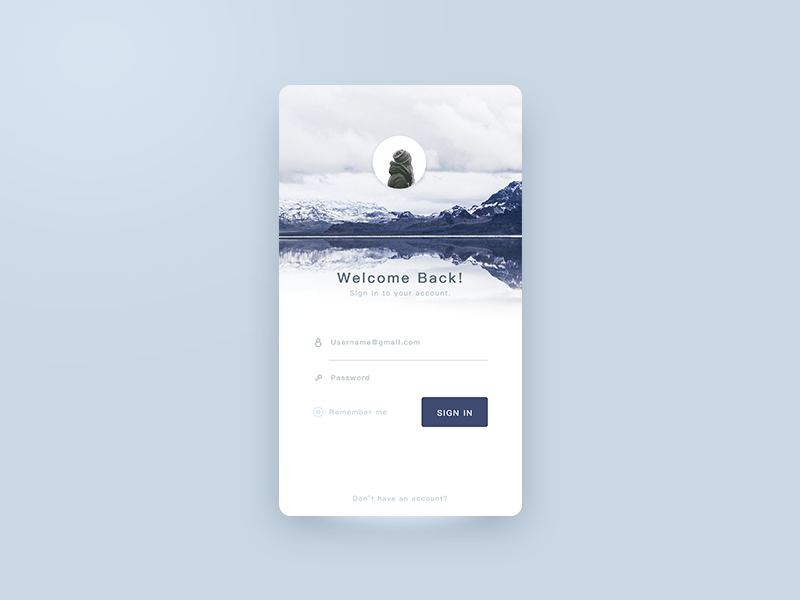 Welcome Back!
Sign in to your account.
Username@gmail.com
Password
Remember me
SIGN IN
Don't have an account?